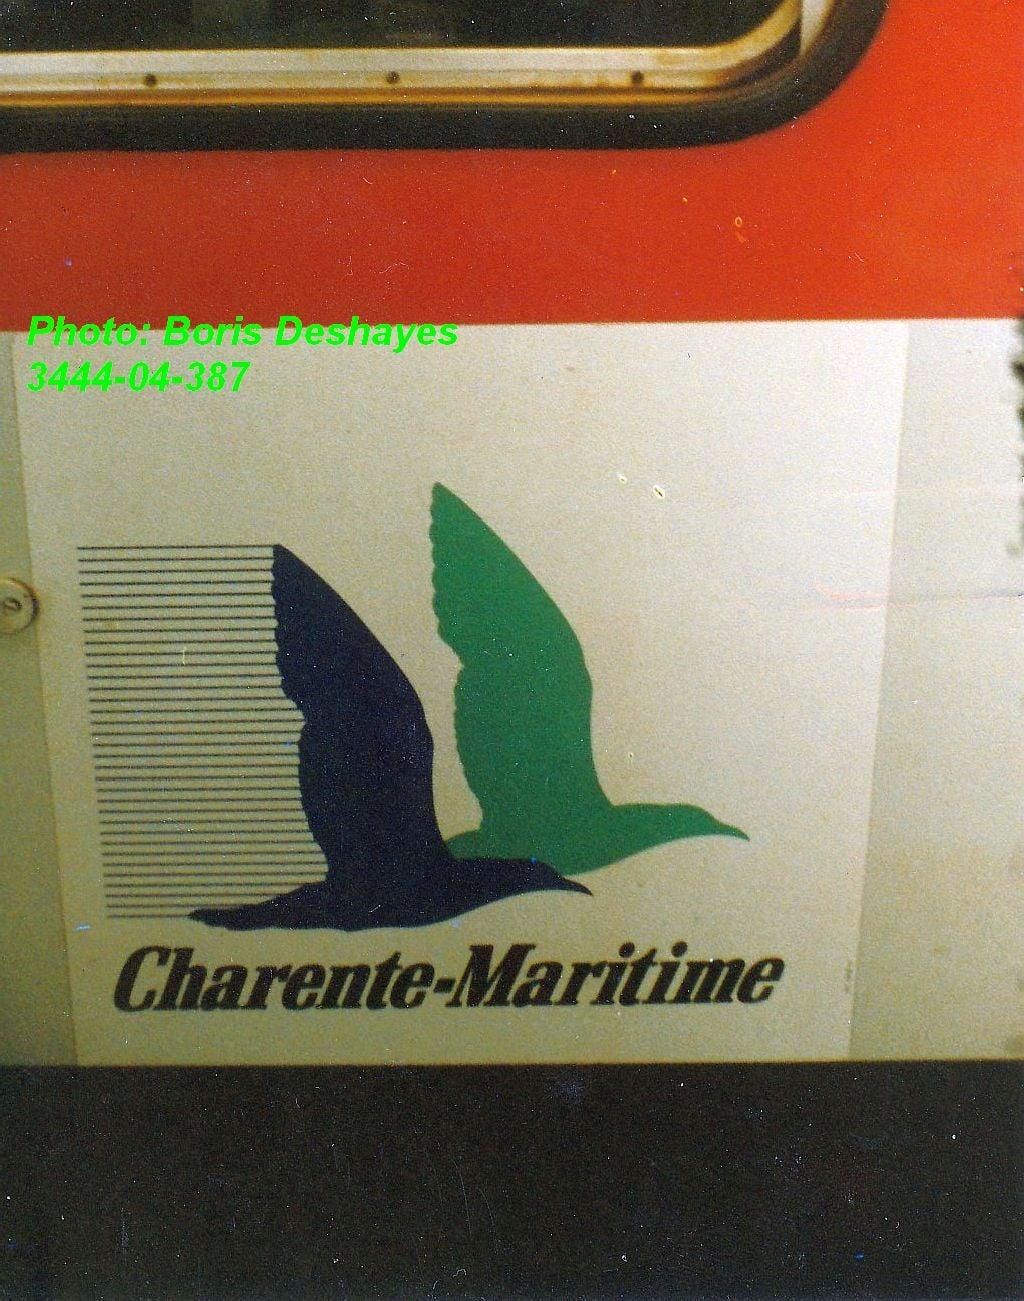 Photo: Boris Deshayes
3444-04-387
Charente-Maritime